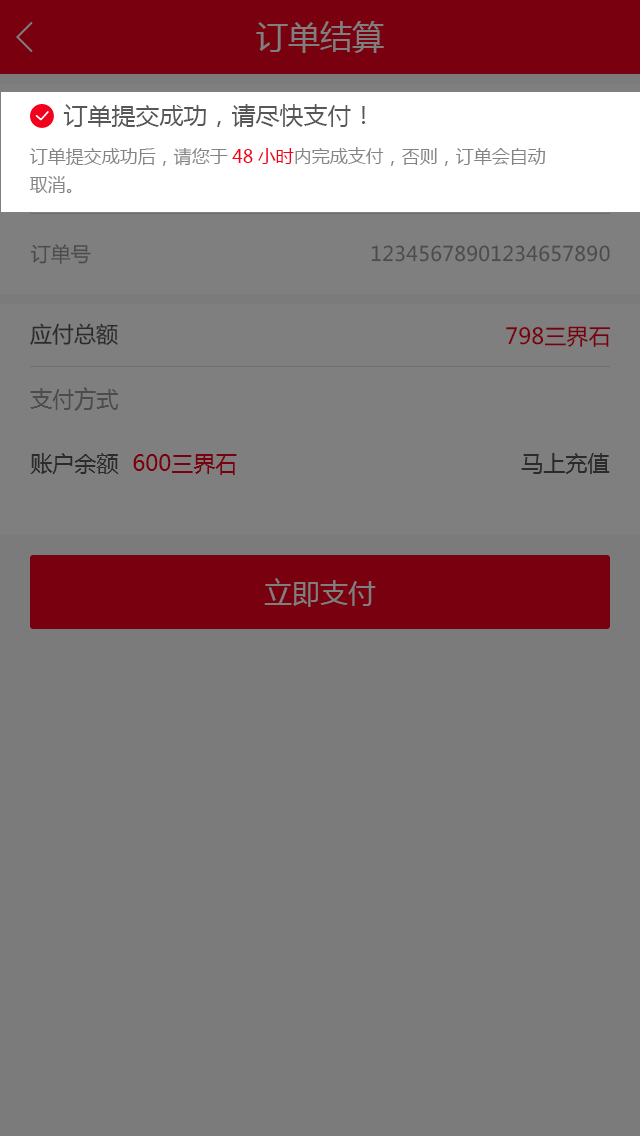 订单结算
订单提交成功，请尽快支付！
订单提交成功后，请您于 48 小时内完成支付，否则，订单会自动
取消。
订单号 12345678901234657890
应付总额 798三界石
支付方式
账户余额 600三界石 马上充值
立即支付